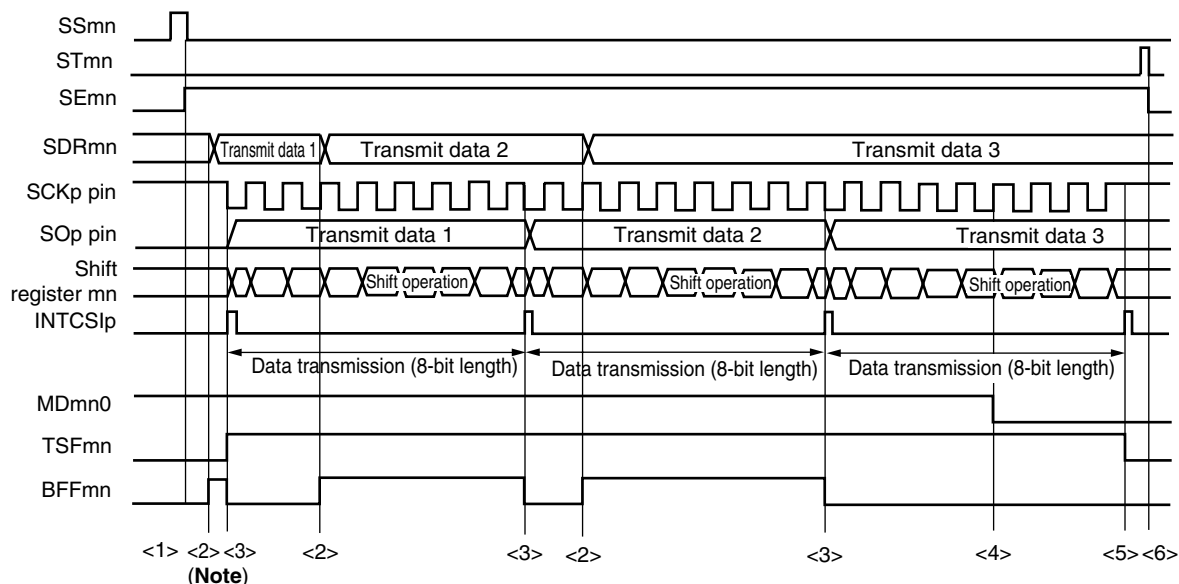 SSmn
STmn
SEmn
SDRmn
Transmit data 1
Transmit data 2
Transmit data 3
SCKp pin
SOp pin
Transmit data 1
Transmit data 2
Transmit data 3
Shift
register mn
Shift operation
Shift operation
Shift operation
INTCSIp
Data transmission (8-bit length)
Data transmission (8-bit length)
Data transmission (8-bit length)
MDmn0
TSFmn
BFFmn
<1> <2> <3> <2> <3> <2> <3> <4> <5> <6>
(Note)